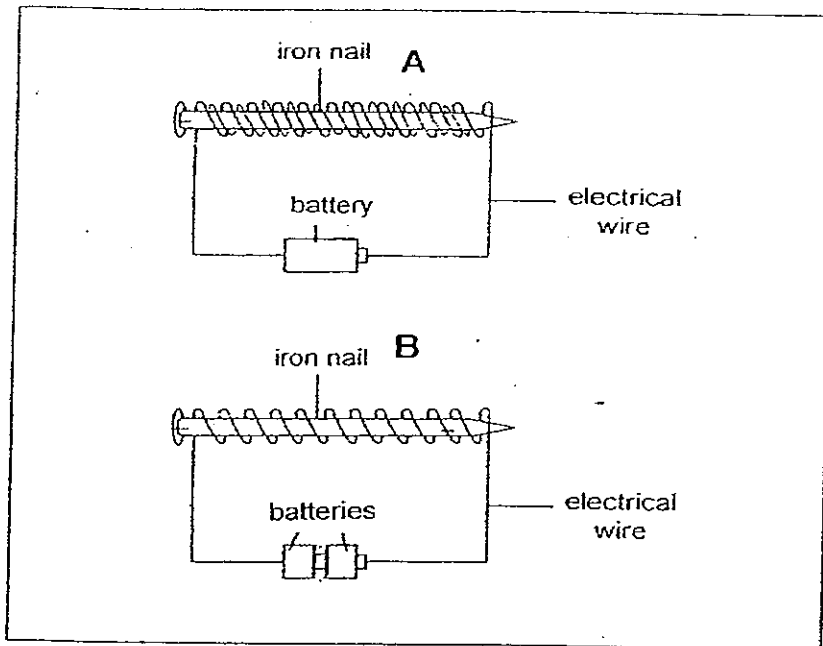 A
iron nail
battery
electrical
wire
B
iron nail
batteries
electrical
wire